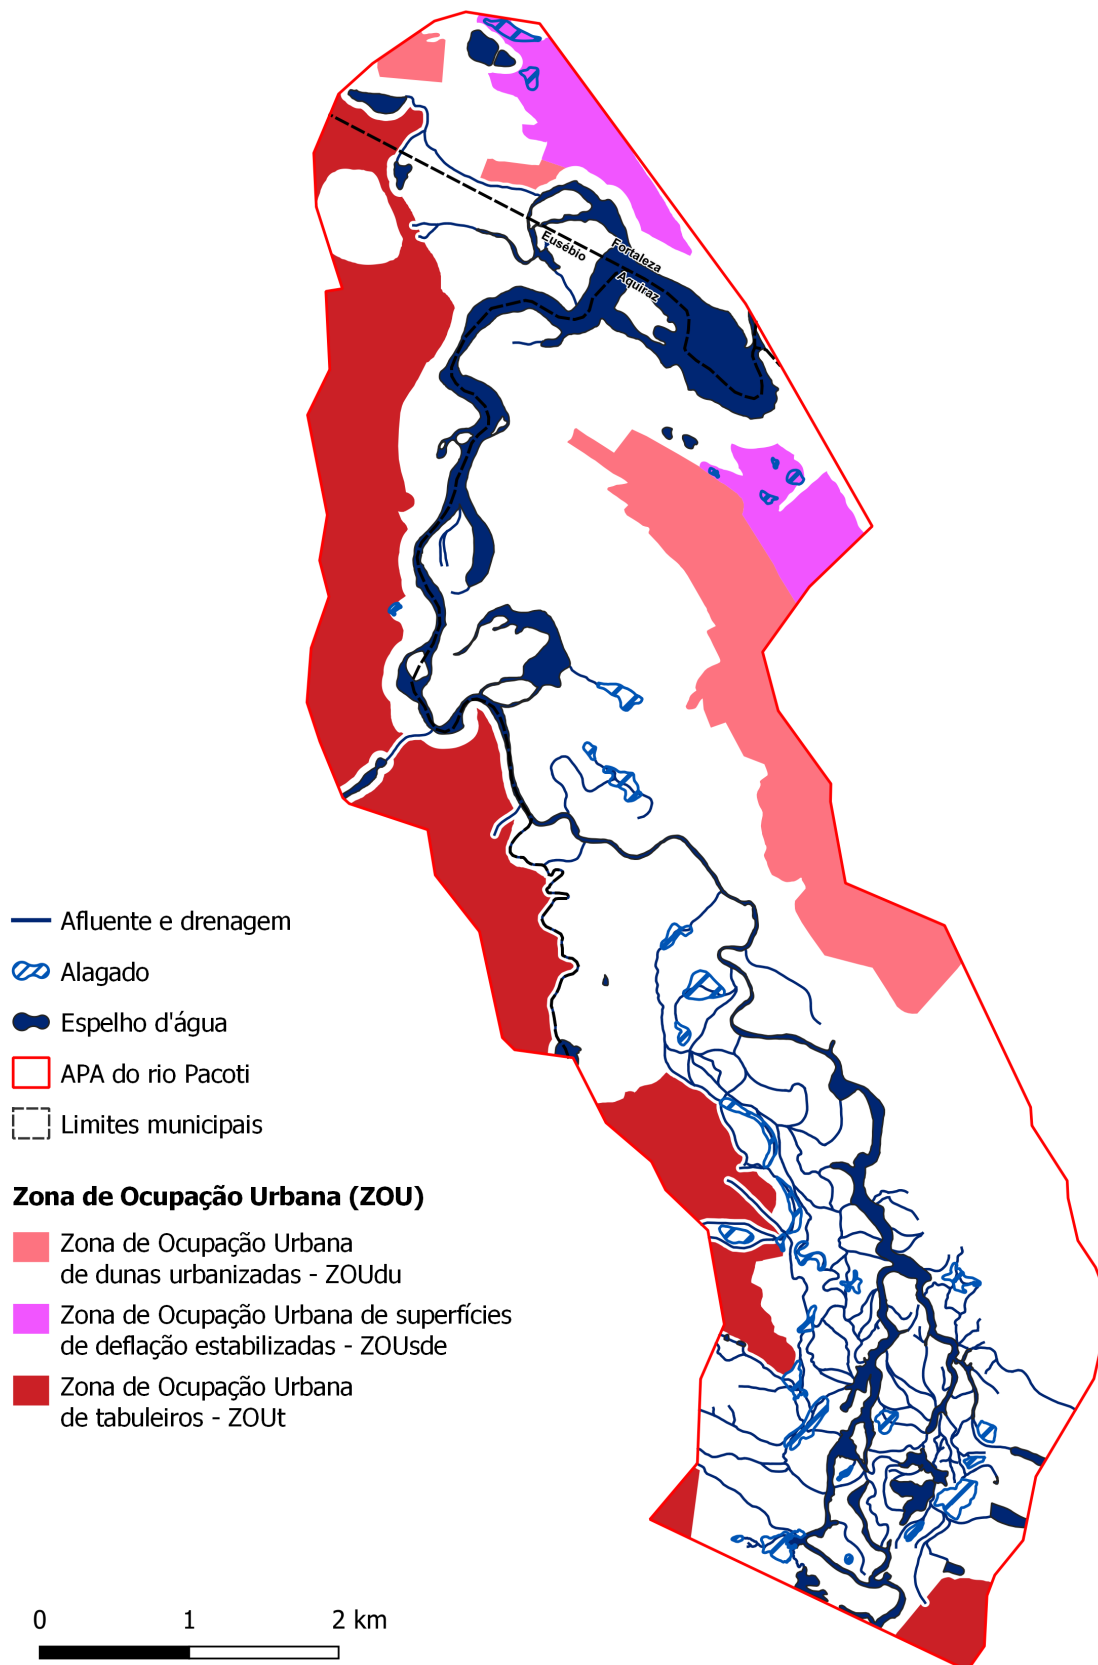 Eusébio
Fortaleza
Aquiraz
Afluente e drenagem
Alagado
Espelho d'água
APA do rio Pacoti
Limites municipais
Zona de Ocupação Urbana (ZOU)
Zona de Ocupação Urbana
de dunas urbanizadas - ZOUdu
Zona de Ocupação Urbana de superfícies
de deflação estabilizadas - ZOUsde
Zona de Ocupação Urbana
de tabuleiros - ZOUt
0 1 2 km